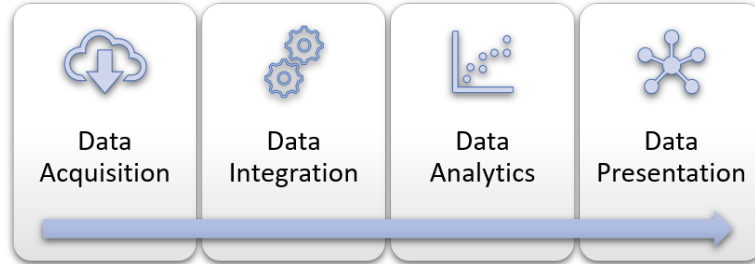 Data
Acquisition
Data
Integration
Data
Analytics
Data
Presentation